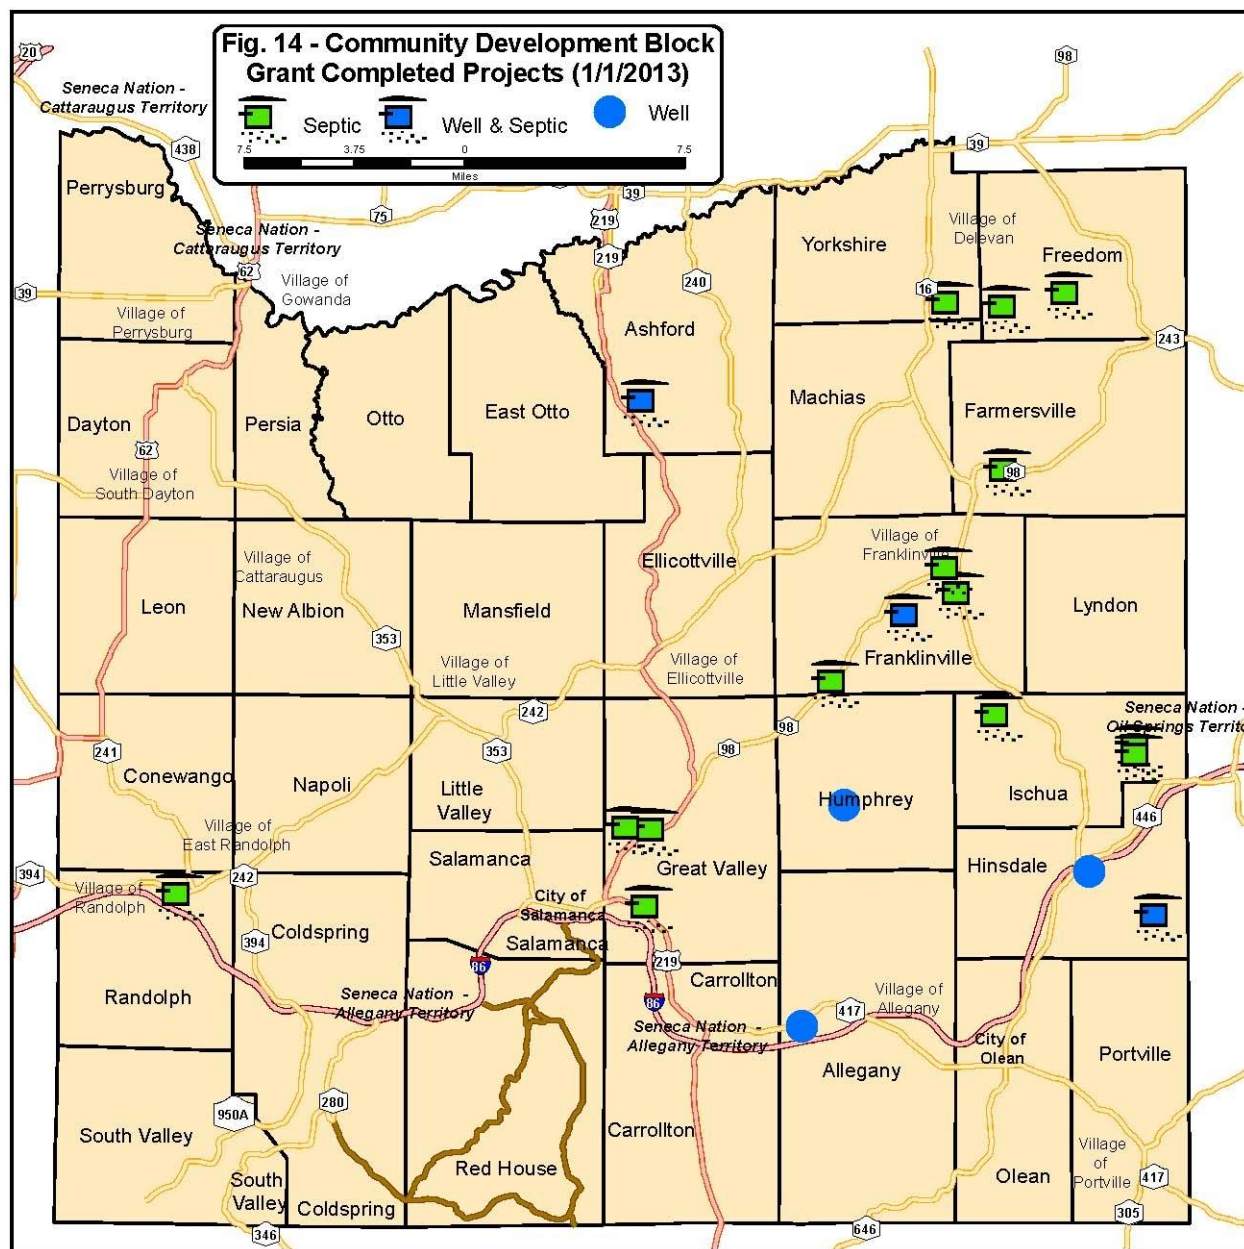 Fig. 14 - Community Development Block
Grant Completed Projects (1/1/2013)
Septic
Well & Septic
Well
7.5
3.75
0
7.5
Miles
20
98
Seneca Nation -
Cattaraugus Territory
438
39
Perrysburg
75
39
219
Seneca Nation -
Cattaraugus Territory
62
219
240
Yorkshire
Village of
Delevan
Freedom
39
Village of
Gowanda
16
Village of
Perrysburg
Ashford
243
Dayton
Persia
Otto
East Otto
Machias
Farmersville
62
Village of
South Dayton
98
Village of
Cattaraugus
Ellicottville
Village of
Franklinville
Leon
New Albion
Mansfield
Lyndon
353
Village of
Little Valley
Village of
Ellicottville
Franklinville
242
Seneca Nation -
241
353
98
98
Conewango
Napoli
Little
Valley
Humphrey
Ischua
446
Village of
East Randolph
Salamanca
Great Valley
Hinsdale
394
Village of
Randolph
242
City of
Salamanca
Coldspring
394
Salamanca
86
219
Carrollton
Randolph
Seneca Nation -
Allegany Territory
86
Seneca Nation -
Allegany Territory
417
Village of
Allegany
City of
Olean
Portville
Allegany
950A
280
South Valley
Carrollton
Village
of
Portville
Red House
South
Valley
Coldspring
Olean
417
305
346
646